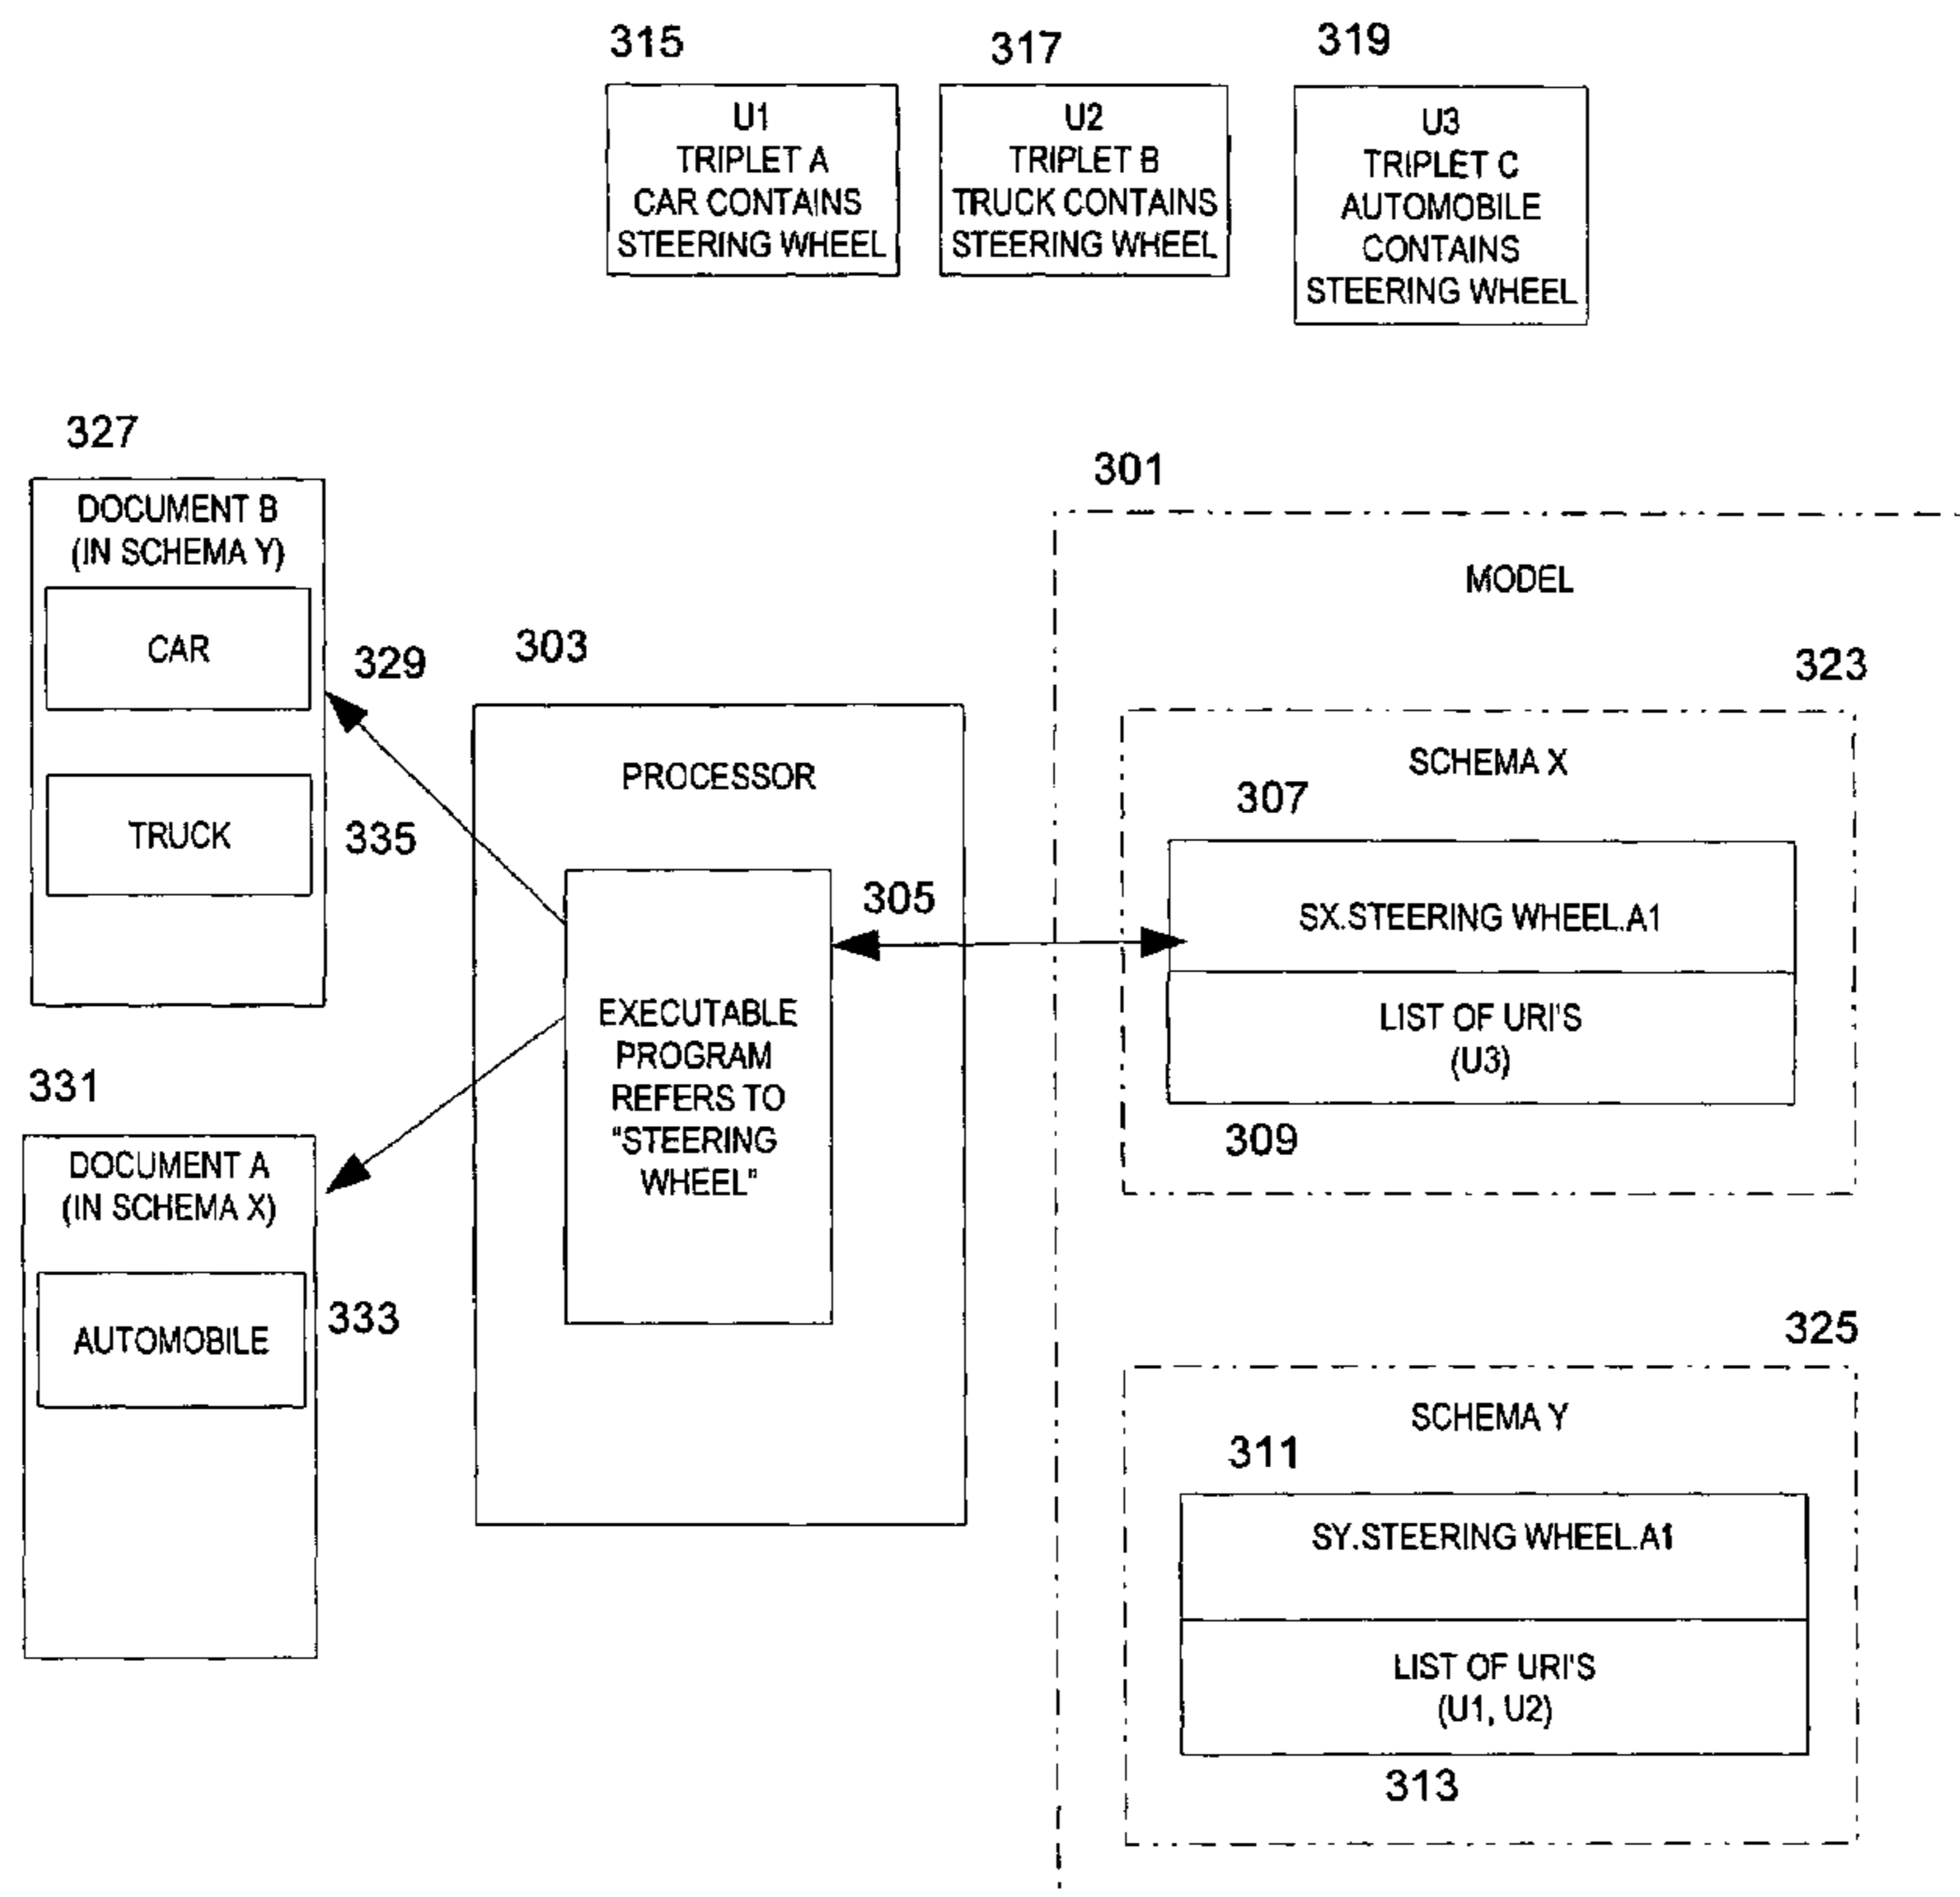 315
317
319
U1
TRIPLET A
CAR CONTAINS
STEERING WHEEL
U2
TRIPLET B
TRUCK CONTAINS
STEERING WHEEL
U3
TRIPLET C
AUTOMOBILE
CONTAINS
STEERING WHEEL
327
DOCUMENT B
(IN SCHEMA Y)
CAR
329
TRUCK
335
331
DOCUMENT A
(IN SCHEMA X)
AUTOMOBILE
333
303
PROCESSOR
305
EXECUTABLE
PROGRAM
REFERS TO
"STEERING
WHEEL"
301
MODEL
323
SCHEMA X
307
SX.STEERING WHEEL.A1
LIST OF URI'S
(U3)
309
325
SCHEMA Y
311
SY.STEERING WHEEL.A1
LIST OF URI'S
(U1, U2)
313